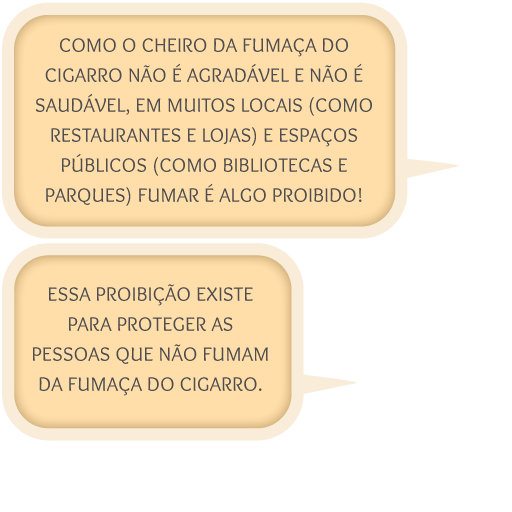 COMO O CHEIRO DA FUMAÇA DO
CIGARRO NÃO É AGRADÁVEL E NÃO É
SAUDÁVEL, EM MUITOS LOCAIS (COMO
RESTAURANTES E LOJAS) E ESPAÇOS
PÚBLICOS (COMO BIBLIOTECAS E
PARQUES) FUMAR É ALGO PROIBIDO!
ESSA PROIBIÇÃO EXISTE
PARA PROTEGER AS
PESSOAS QUE NÃO FUMAM
DA FUMAÇA DO CIGARRO.